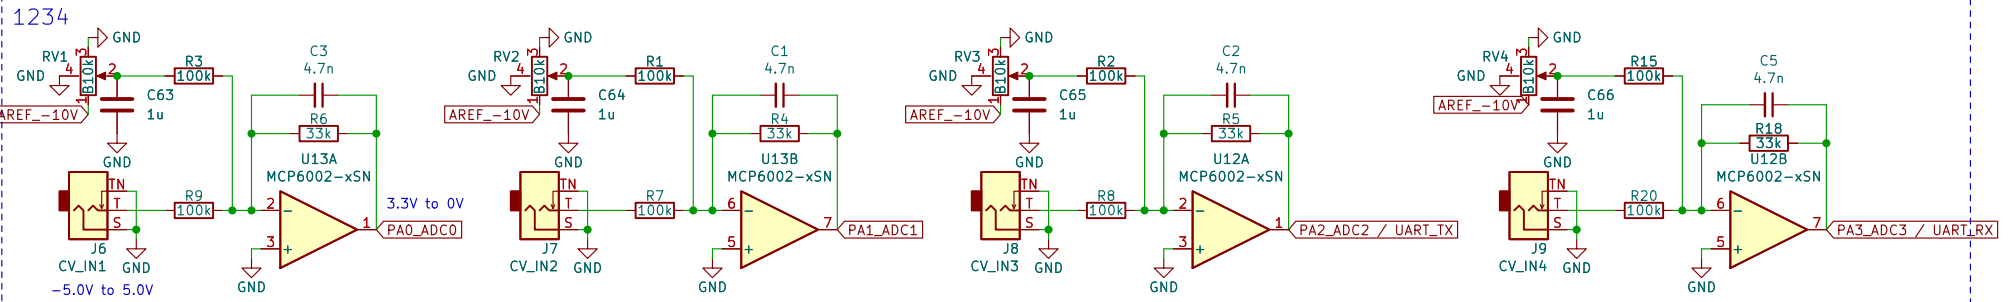 1234
GND
RV1
3
4
2
B10k
1
GND
R3
100k
C63
1u
GND
AREF_-10V
C3
4.7n
R6
33k
U13A
MCP6002-xSN
TN
T
S
J6
CV_IN1
-5.0V to 5.0V
GND
R9
100k
2
3
1
GND
3.3V to 0V
PA0_ADC0
GND
RV2
3
4
2
B10k
1
GND
R1
100k
C64
1u
GND
AREF_-10V
C1
4.7n
R4
33k
U13B
MCP6002-xSN
TN
T
S
J7
CV_IN2
GND
R7
100k
6
5
7
GND
PA1_ADC1
GND
RV3
3
4
2
B10k
1
GND
R2
100k
C65
1u
GND
AREF_-10V
C2
4.7n
R5
33k
U12A
MCP6002-xSN
TN
T
S
J8
CV_IN3
GND
R8
100k
2
3
1
GND
PA2_ADC2 / UART_TX
GND
RV4
3
4
2
B10k
1
GND
R15
100k
C66
1u
GND
AREF_-10V
C5
4.7n
R18
33k
U12B
MCP6002-xSN
TN
T
S
J9
CV_IN4
GND
R20
100k
6
5
7
GND
PA3_ADC3 / UART_RX